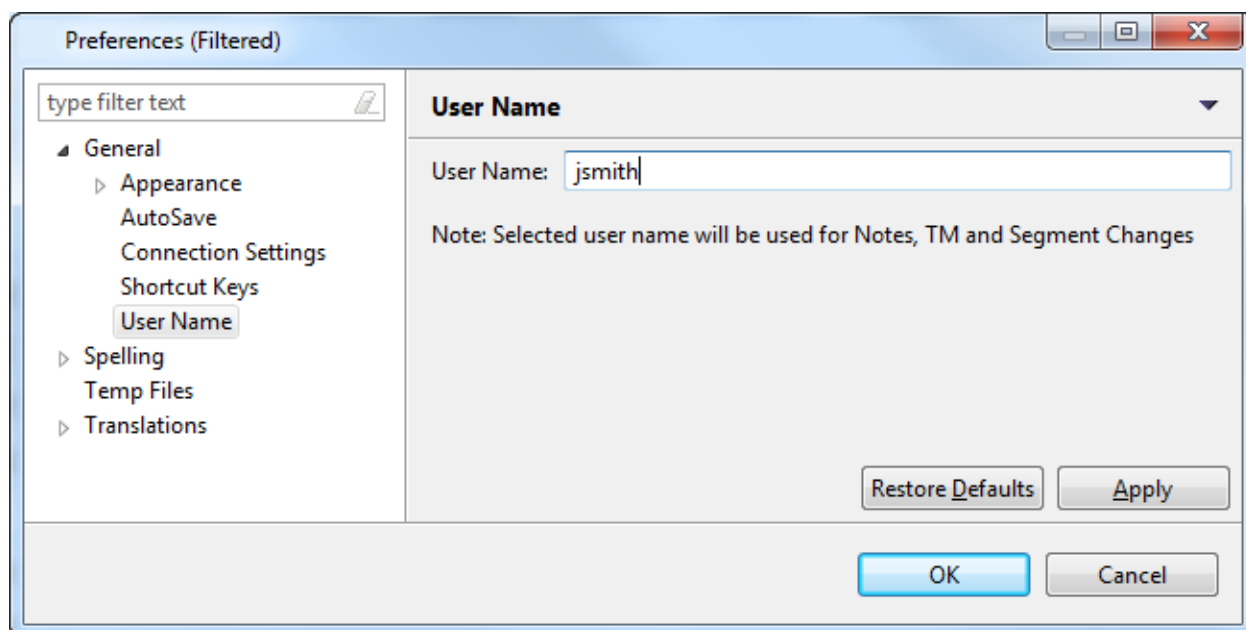 Preferences (Filtered)
type filter text
General
Appearance
AutoSave
Connection Settings
Shortcut Keys
User Name
Spelling
Temp Files
Translations
User Name
User Name: jsmith
Note: Selected user name will be used for Notes, TM and Segment Changes
Restore Defaults Apply
OK Cancel